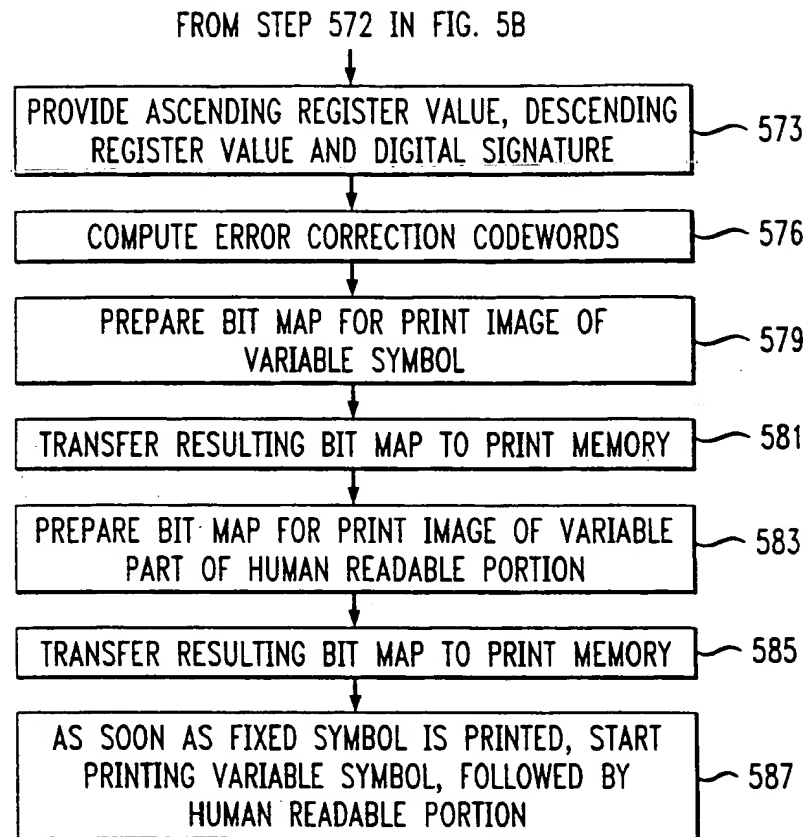 FROM STEP 572 IN FIG. 5B
PROVIDE ASCENDING REGISTER VALUE, DESCENDING
REGISTER VALUE AND DIGITAL SIGNATURE
573
COMPUTE ERROR CORRECTION CODEWORDS
576
PREPARE BIT MAP FOR PRINT IMAGE OF
VARIABLE SYMBOL
579
TRANSFER RESULTING BIT MAP TO PRINT MEMORY
581
PREPARE BIT MAP FOR PRINT IMAGE OF VARIABLE
PART OF HUMAN READABLE PORTION
583
TRANSFER RESULTING BIT MAP TO PRINT MEMORY
585
AS SOON AS FIXED SYMBOL IS PRINTED, START
PRINTING VARIABLE SYMBOL, FOLLOWED BY
HUMAN READABLE PORTION
587